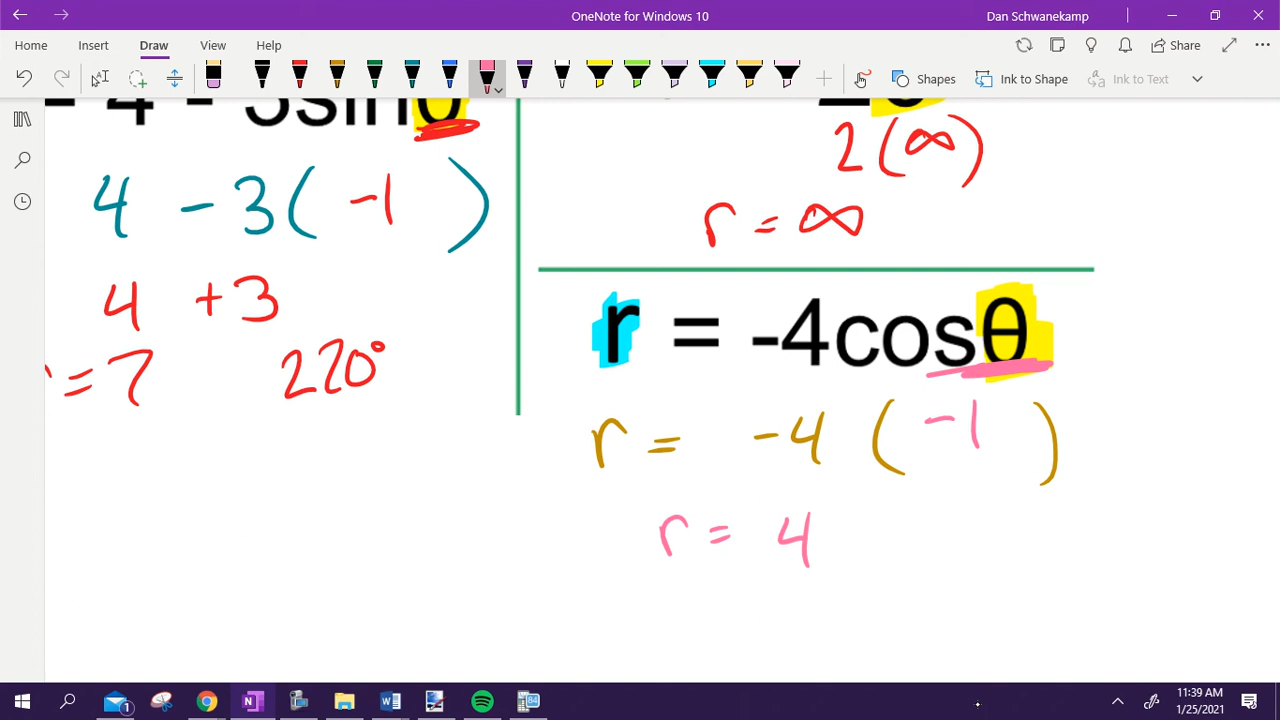 OneNote for Windows 10
Dan Schwanekamp
Home Insert Draw View Help
Share
Shapes
Ink to Shape
Ink to Text
= 4 - 3sinθ
4 - 3 ( -1 )
4 + 3
r = 7
270°
2 ( ∞ )
r = ∞
r = -4cosθ
r = -4 ( -1 )
r = 4
11:39 AM
1/25/2021